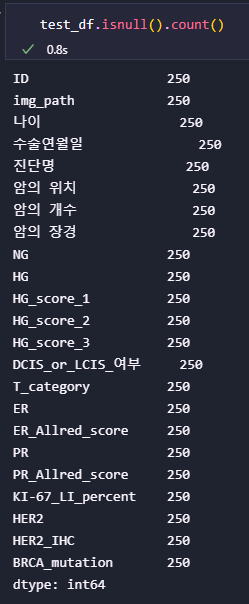 test_df.isnull().count()
✓ 0.8s
ID 250
img_path 250
나이 250
수술연월일 250
진단명 250
암의 위치 250
암의 개수 250
암의 장경 250
NG 250
HG 250
HG_score_1 250
HG_score_2 250
HG_score_3 250
DCIS_or_LCIS_여부 250
T_category 250
ER 250
ER_Allred_score 250
PR 250
PR_Allred_score 250
KI-67_LI_percent 250
HER2 250
HER2_IHC 250
BRCA_mutation 250
dtype: int64